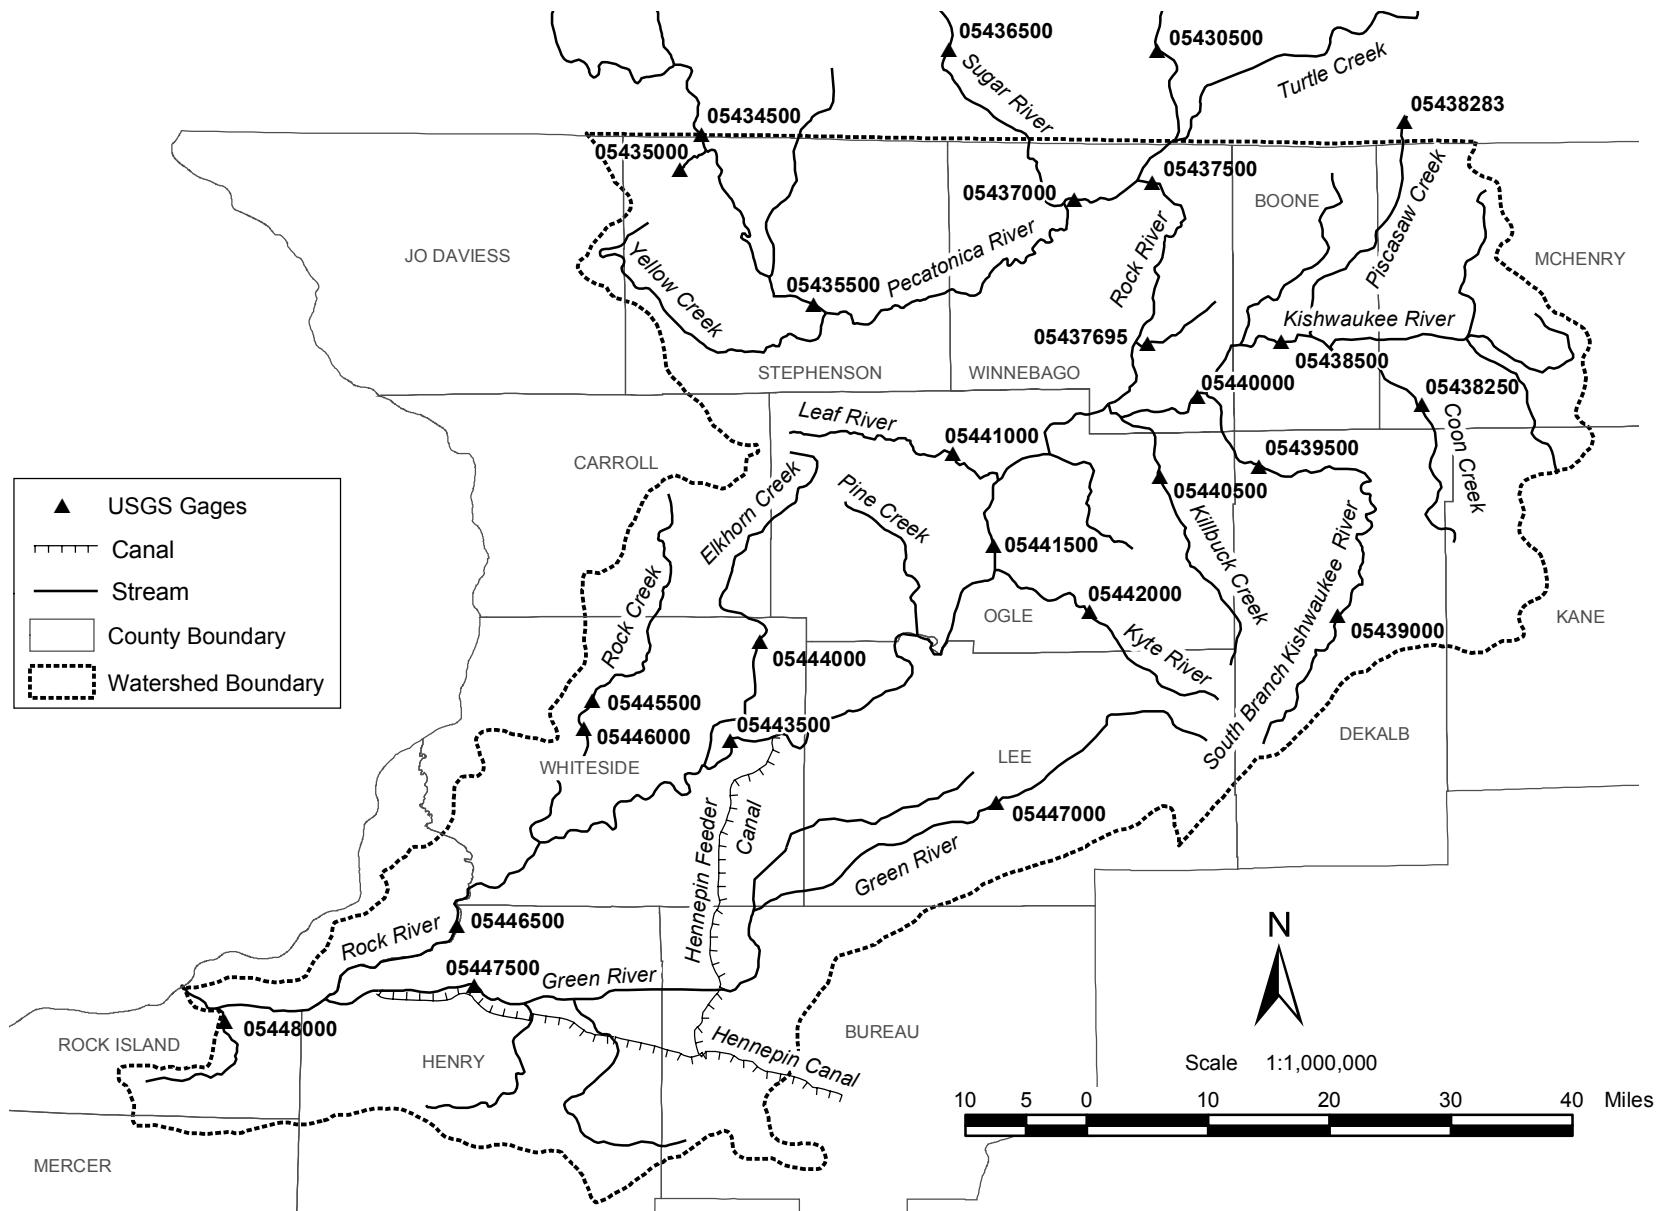 05436500
05430500
Sugar River
Turtle Creek
05438283
05434500
05435000
05437500
05437000
BOONE
Piscasaw Creek
JO DAVIESS
Yellow Creek
05435500
Pecatonica River
Rock River
MCHENRY
05437695
Kishwaukee River
05438500
STEPHENSON
WINNEBAGO
05440000
05438250
Leaf River
05441000
Coon Creek
CARROLL
05439500
Elkhorn Creek
Pine Creek
05440500
USGS Gages
Canal
Stream
County Boundary
Watershed Boundary
Rock Creek
05441500
Killbuck Creek
South Branch Kishwaukee River
05442000
OGLE
Kyte River
05439000
KANE
05444000
05445500
05446000
05443500
WHITESIDE
LEE
DEKALB
Hennepin Feeder
Canal
05447000
Green River
05446500
Rock River
05447500
Green River
N
05448000
ROCK ISLAND
HENRY
Hennepin Canal
BUREAU
Scale 1:1,000,000
10 5 0 10 20 30 40 Miles
MERCER